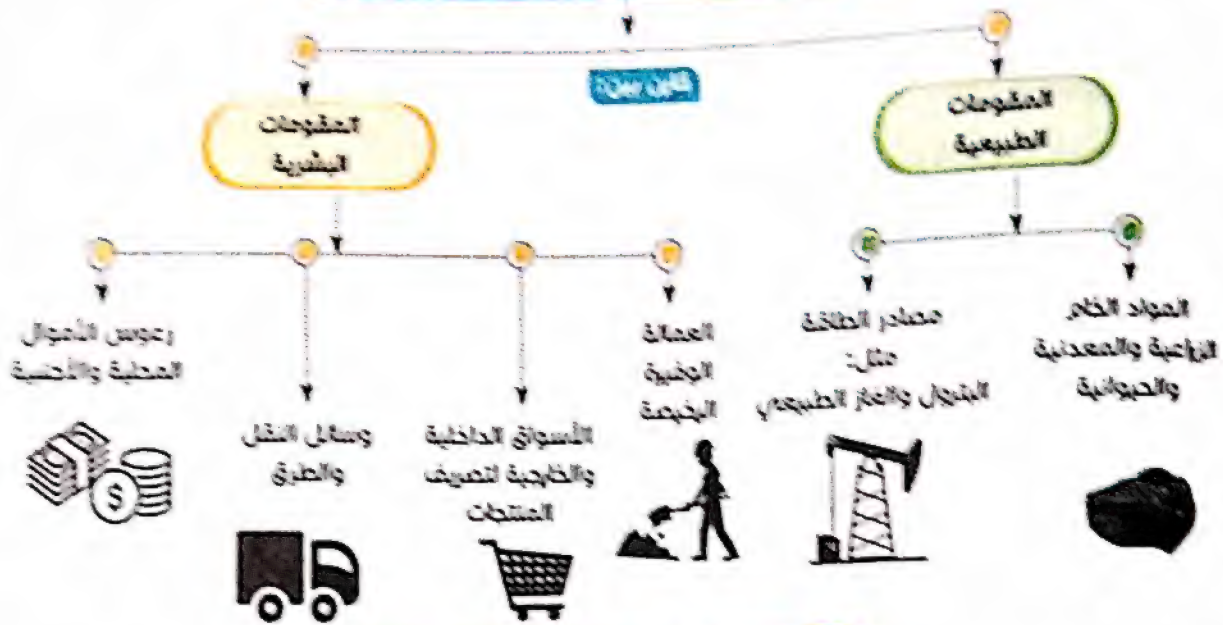 قارن بين:
المقومات
الطبيعية
المقومات
البشرية
المواد الخام
الزراعية والمعدنية
والحيوانية
مصادر الطاقة
مثل:
البترول والغاز الطبيعي
العمالة
الوفيرة
الرخيصة
الأسواق الداخلية
والخارجية لتصريف
المنتجات
وسائل النقل
والطرق
رءوس الأموال
المحلية والأجنبية
$